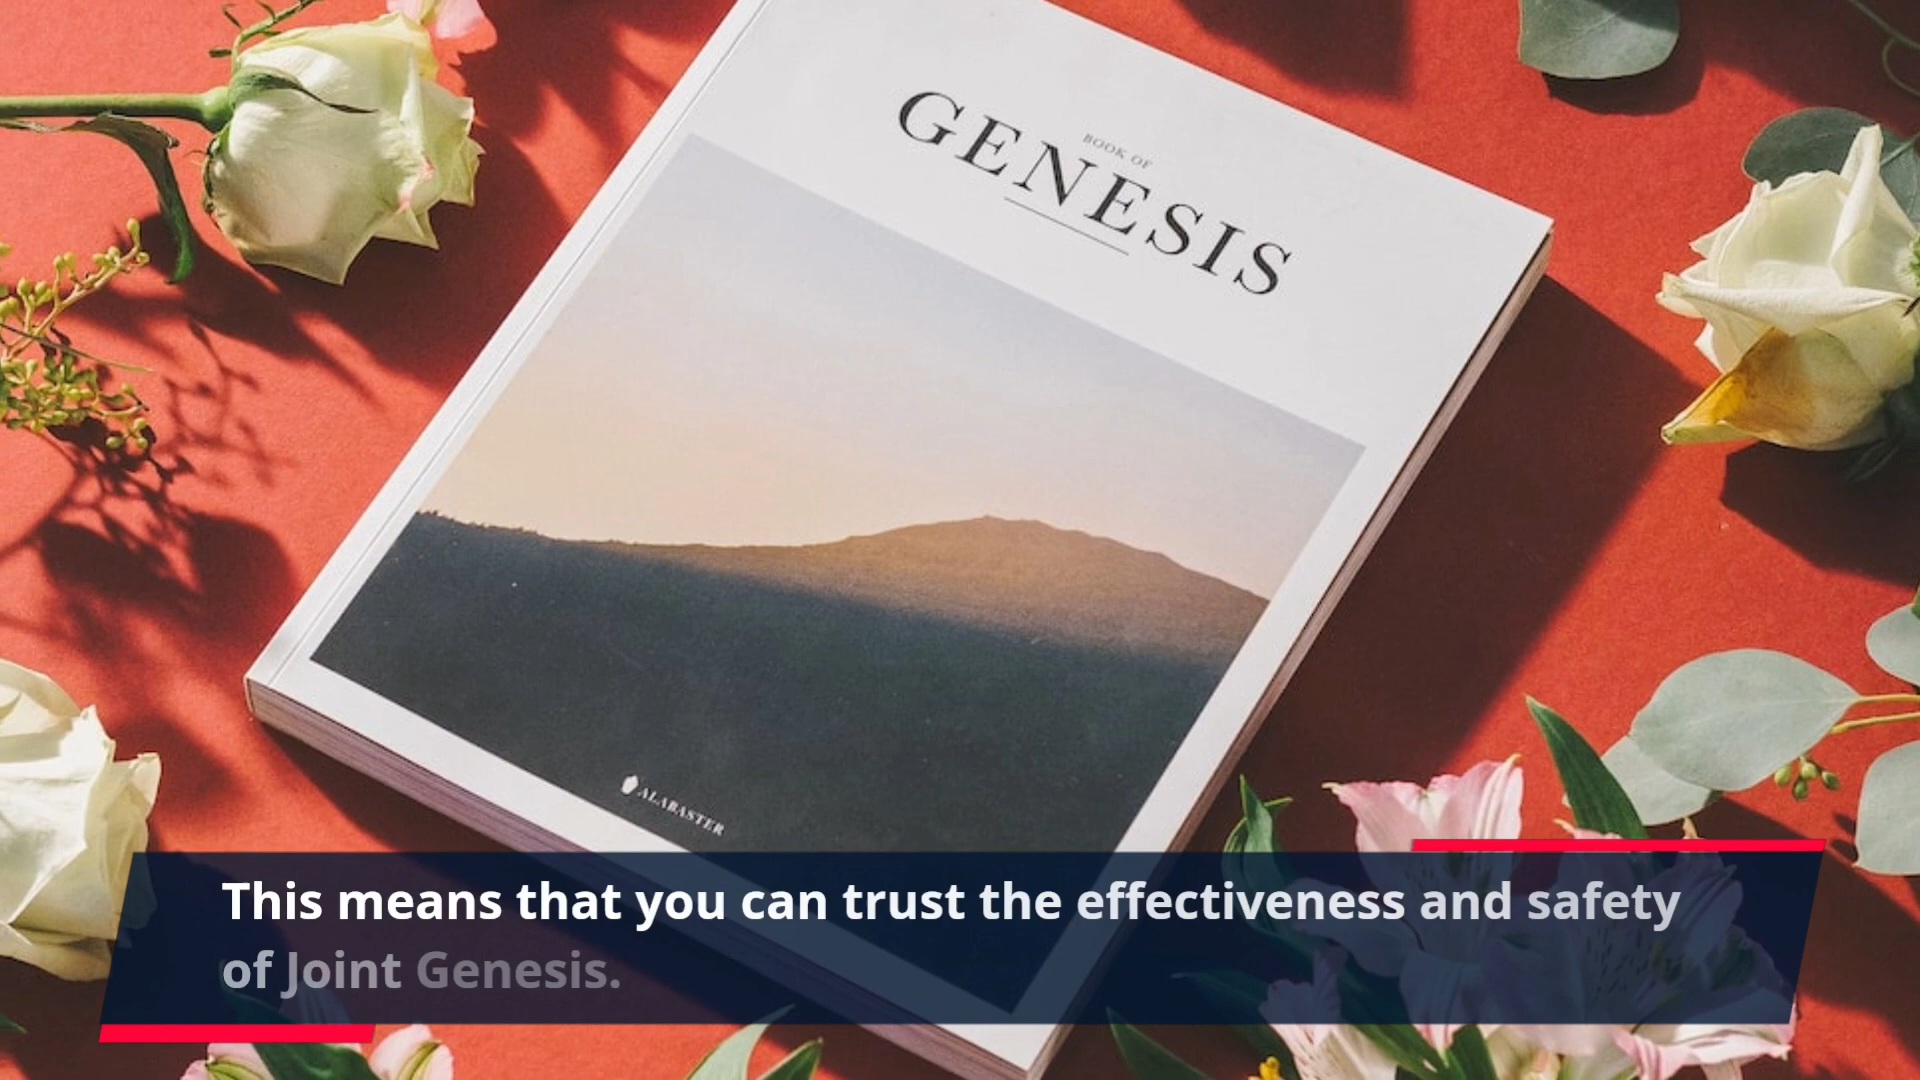 BOOK OF
GENESIS
ALABASTER
This means that you can trust the effectiveness and safety
of Joint Genesis.